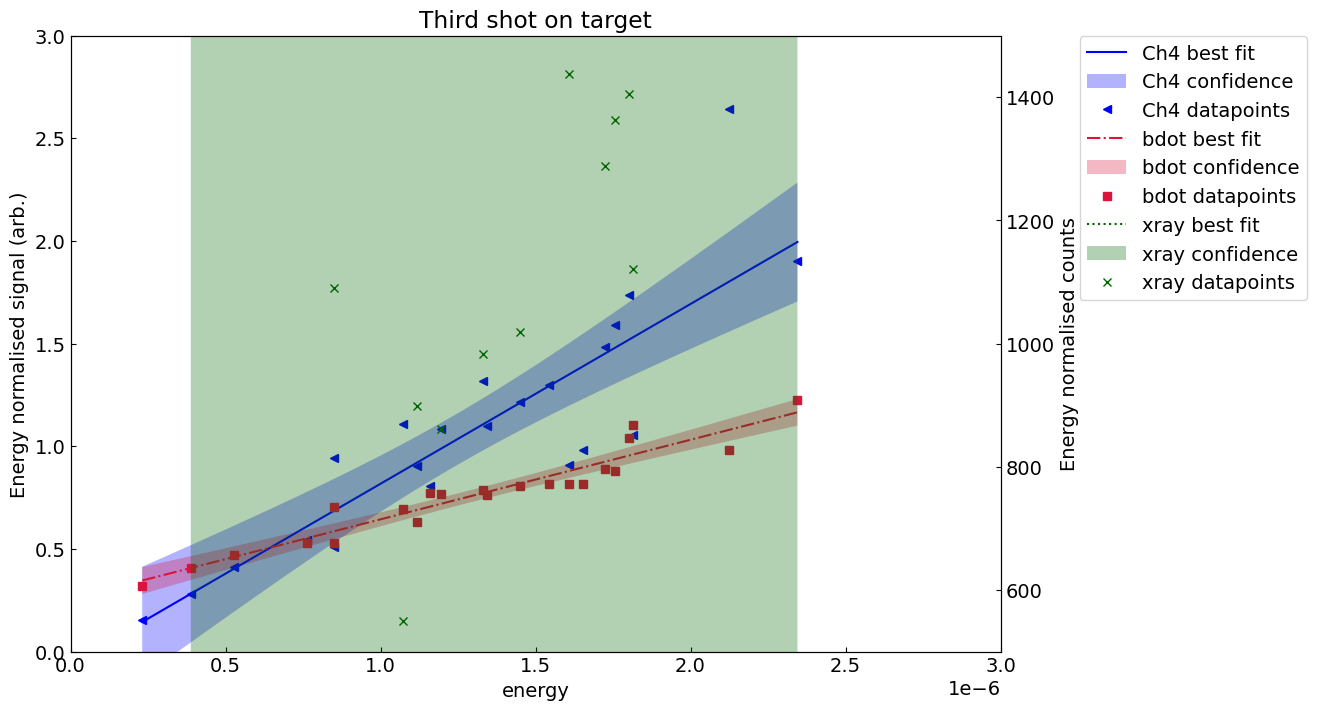 Third shot on target
Energy normalised signal (arb.)
3.0
2.5
2.0
1.5
1.0
0.5
0.0
0.0 0.5 1.0 1.5 2.0 2.5 3.0
1e−6
energy
1400
1200
1000
800
600
Energy normalised counts
Ch4 best fit
Ch4 confidence
Ch4 datapoints
bdot best fit
bdot confidence
bdot datapoints
xray best fit
xray confidence
xray datapoints